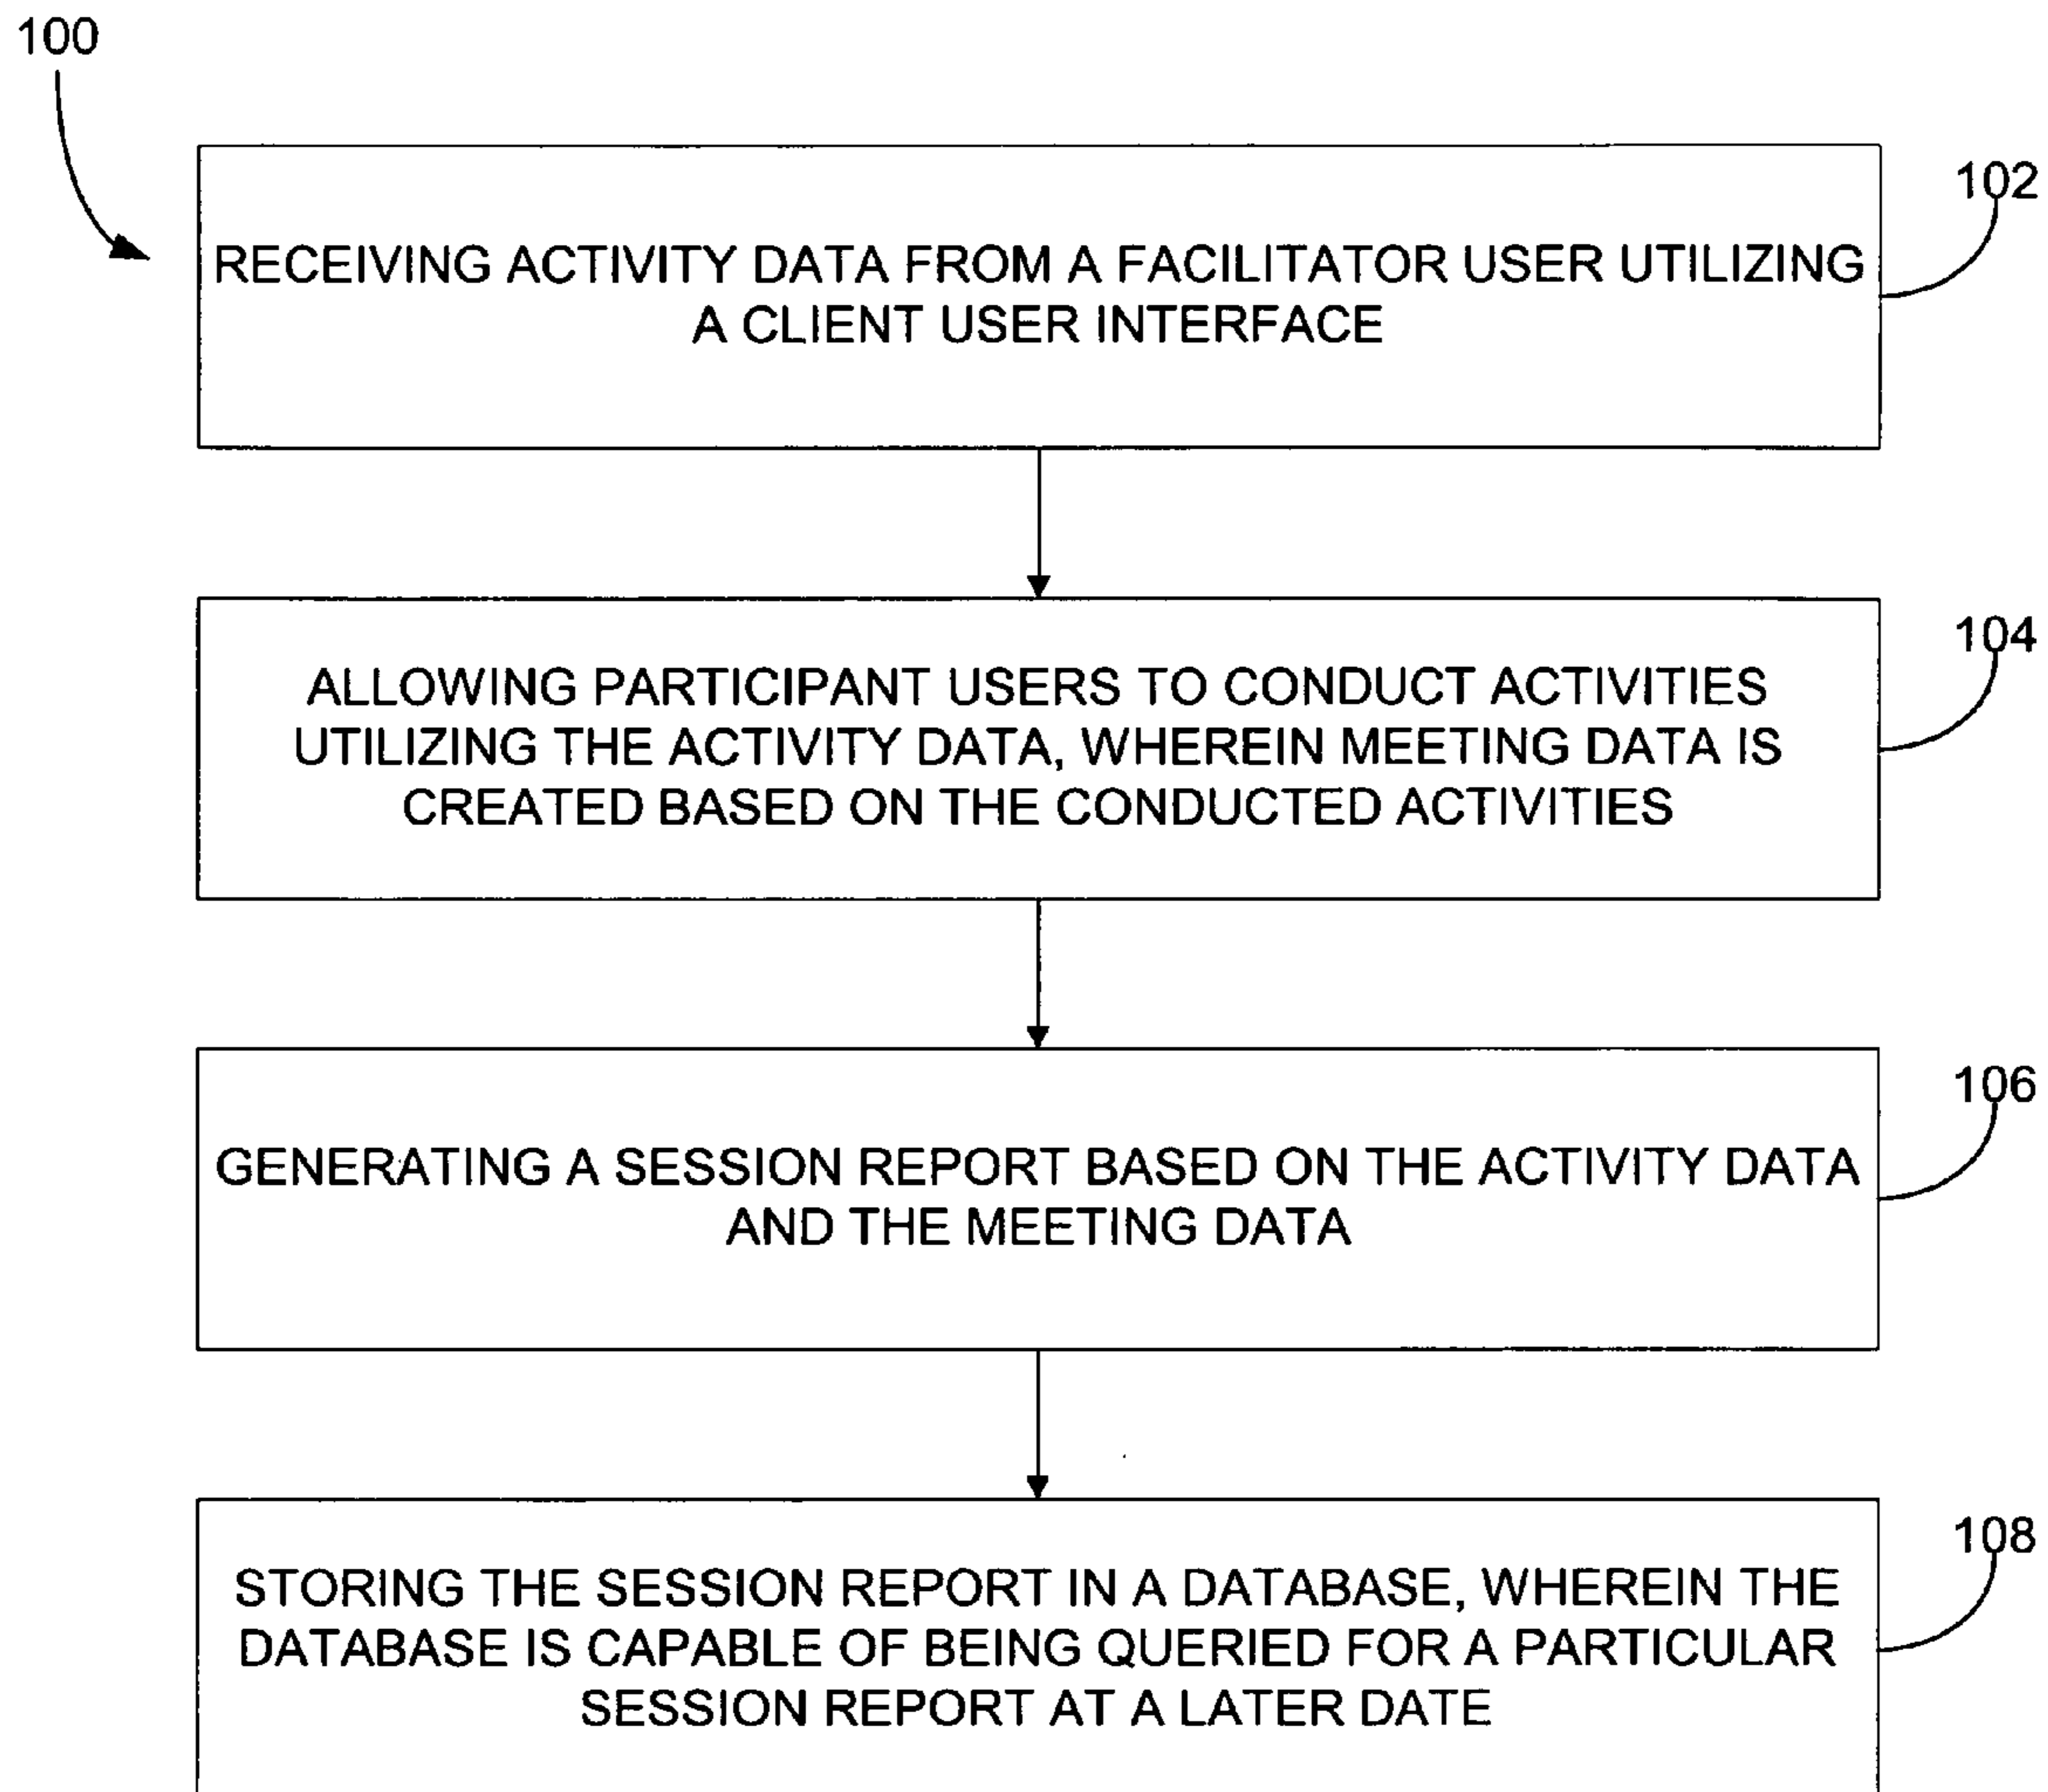 100
102
RECEIVING ACTIVITY DATA FROM A FACILITATOR USER UTILIZING
A CLIENT USER INTERFACE
104
ALLOWING PARTICIPANT USERS TO CONDUCT ACTIVITIES
UTILIZING THE ACTIVITY DATA, WHEREIN MEETING DATA IS
CREATED BASED ON THE CONDUCTED ACTIVITIES
106
GENERATING A SESSION REPORT BASED ON THE ACTIVITY DATA
AND THE MEETING DATA
108
STORING THE SESSION REPORT IN A DATABASE, WHEREIN THE
DATABASE IS CAPABLE OF BEING QUERIED FOR A PARTICULAR
SESSION REPORT AT A LATER DATE